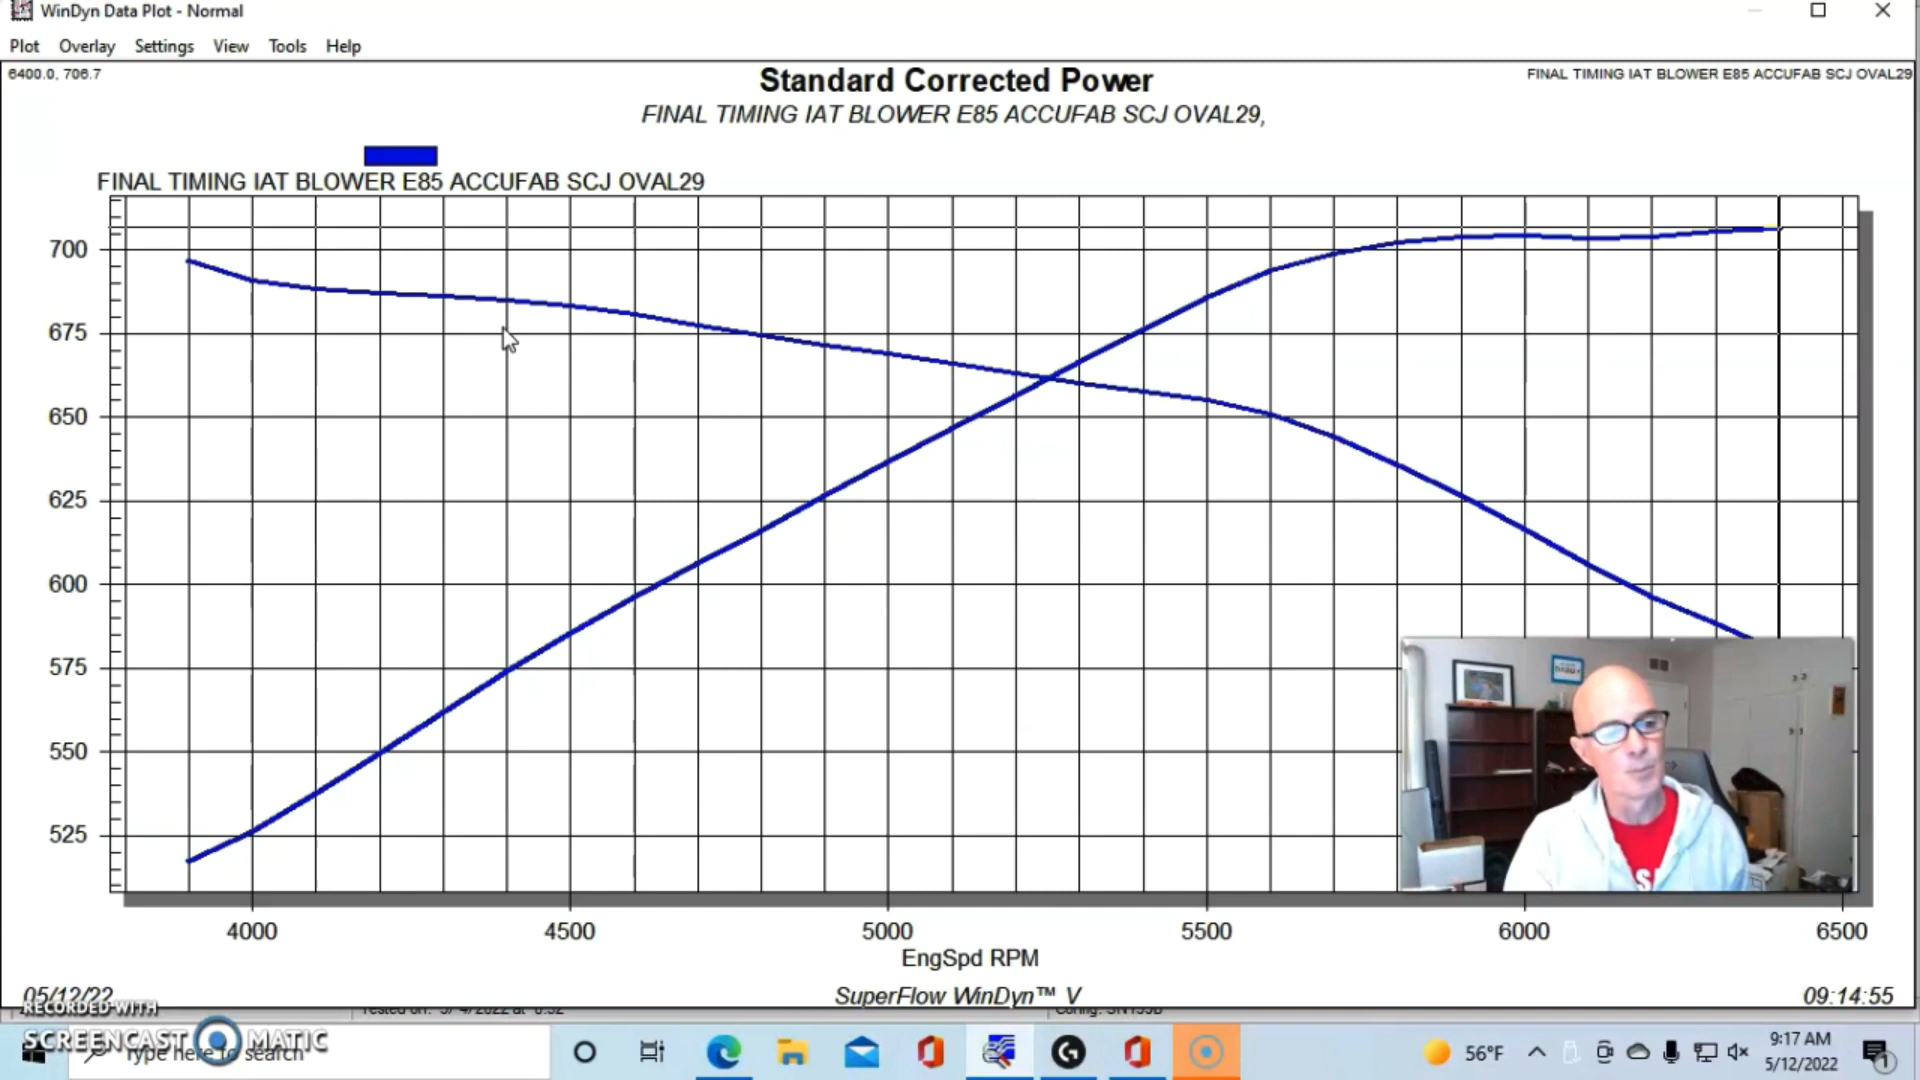 WinDyn Data Plot - Normal
Plot Overlay Settings View Tools Help
6400.0, 706.7
Standard Corrected Power
FINAL TIMING IAT BLOWER E85 ACCUFAB SCJ OVAL29
FINAL TIMING IAT BLOWER E85 ACCUFAB SCJ OVAL29,
FINAL TIMING IAT BLOWER E85 ACCUFAB SCJ OVAL29
700
675
650
625
600
575
550
525
4000 4500 5000 5500 6000 6500
EngSpd RPM
05/12/22
SuperFlow WinDyn™ V
09:14:55
RECORDED WITH
SCREENCAST MATIC
Type here to search
56°F
9:17 AM
5/12/2022
1